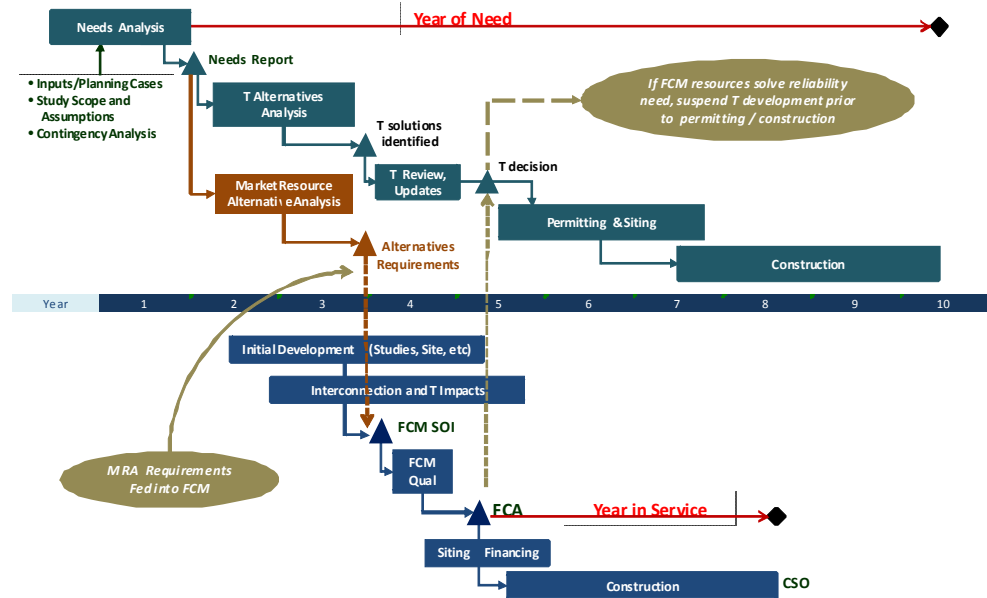 Year of Need
Needs Analysis
Needs Report
• Inputs/Planning Cases
• Study Scope and
Assumptions
• Contingency Analysis
T Alternatives
Analysis
If FCM resources solve reliability
need, suspend T development prior
to permitting / construction
T solutions
identified
T Review,
Updates
T decision
Market Resource
Alternative Analysis
Permitting & Siting
Alternatives
Requirements
Construction
Year 1 2 3 4 5 6 7 8 9 10
Initial Development (Studies, Site, etc)
Interconnection and T Impacts
FCM SOI
MRA Requirements
Fed into FCM
FCM
Qual
FCA
Year in Service
Siting Financing
Construction
CSO